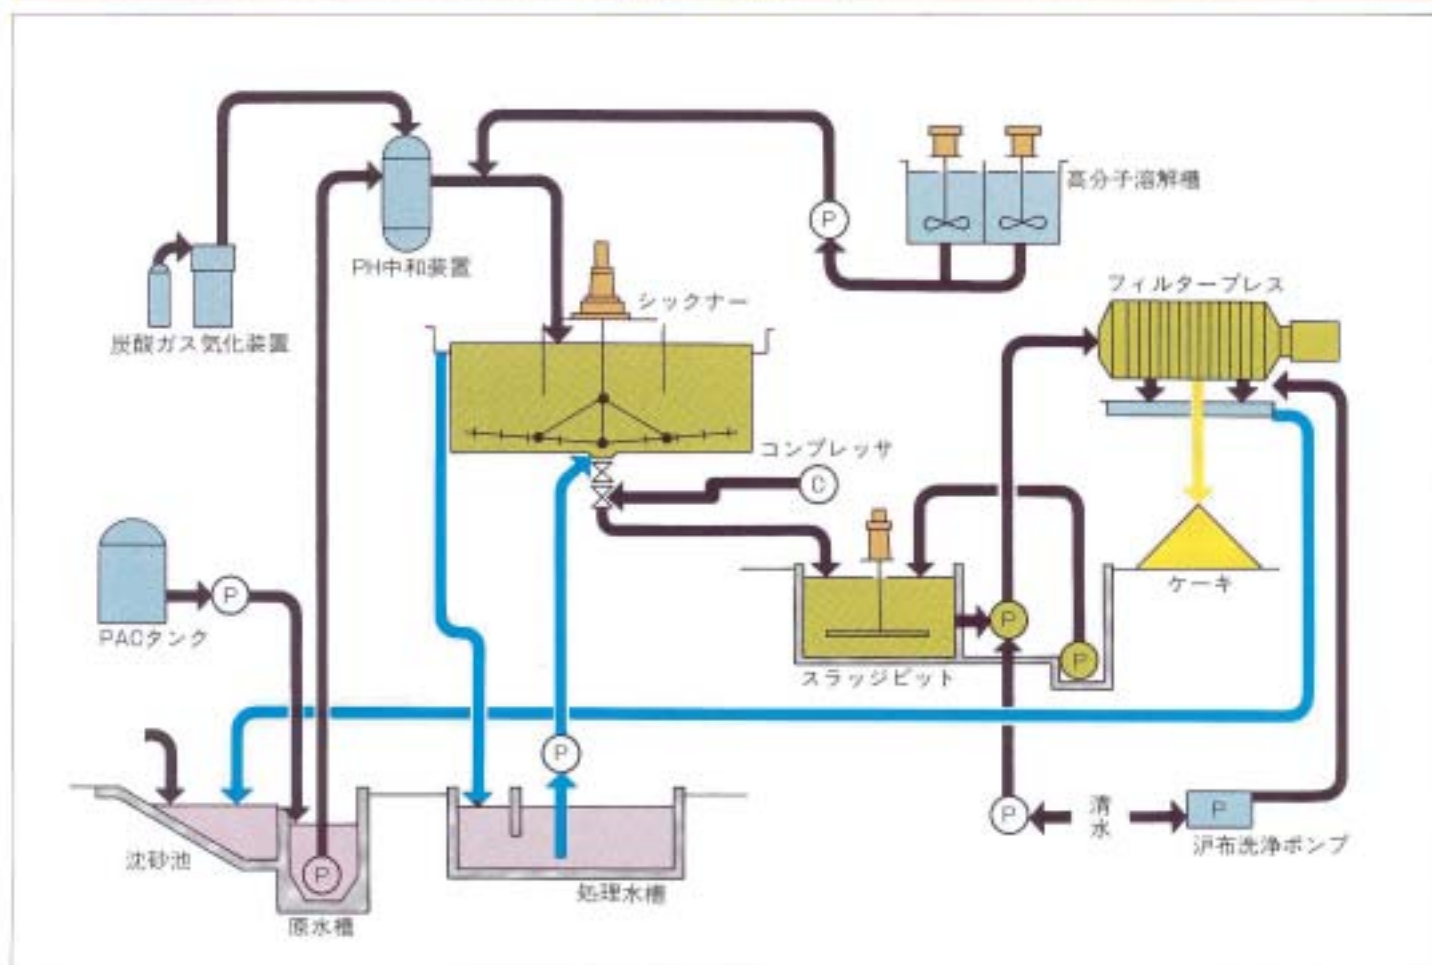 高分子溶解槽
P
PH中和装置
フィルタープレス
シックナー
炭酸ガス気化装置
コンプレッサ
C
ケーキ
P
PACタンク
P
P
スラッジピット
P
P
清水
P
沪布洗浄ポンプ
沈砂池
P
処理水槽
原水槽